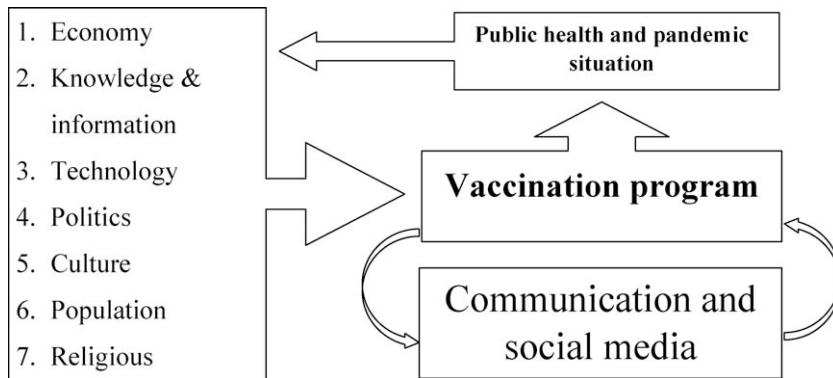 1. Economy
2. Knowledge &
information
3. Technology
4. Politics
5. Culture
6. Population
7. Religious
Public health and pandemic
situation
Vaccination program
Communication and
social media